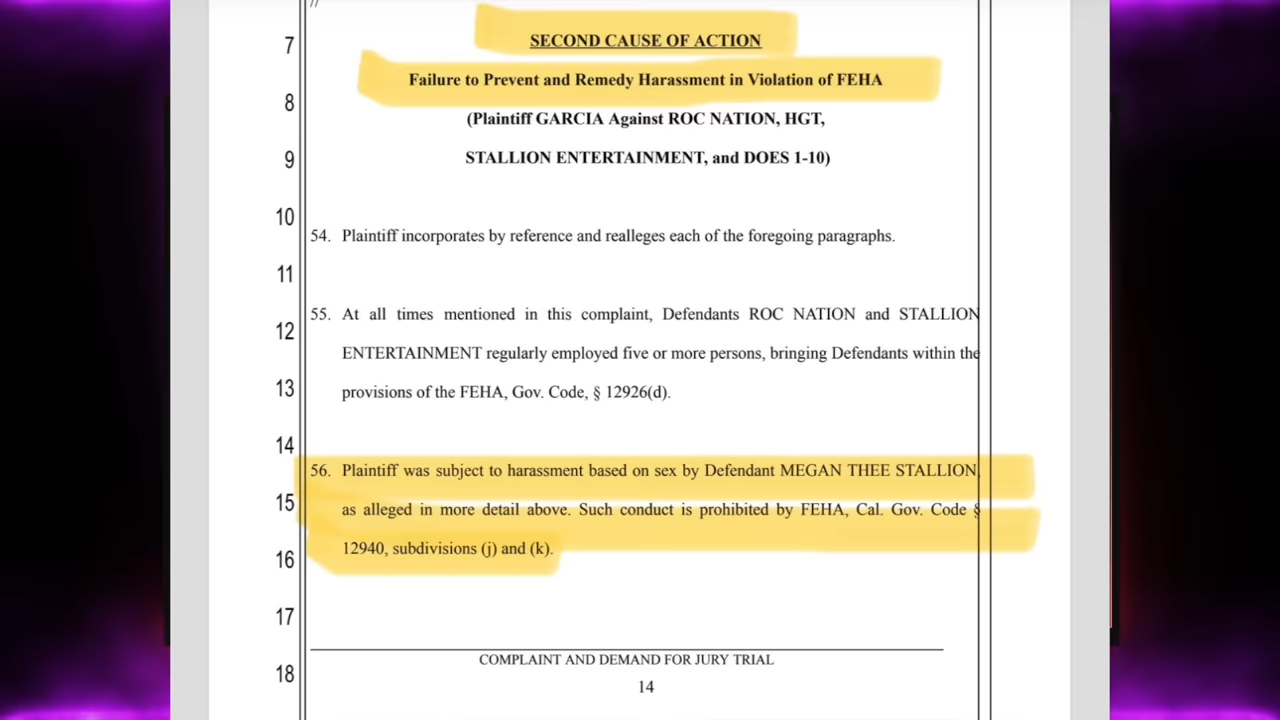 //
7
SECOND CAUSE OF ACTION
Failure to Prevent and Remedy Harassment in Violation of FEHA
8
(Plaintiff GARCIA Against ROC NATION, HGT,
9
STALLION ENTERTAINMENT, and DOES 1-10)
10
54. Plaintiff incorporates by reference and realleges each of the foregoing paragraphs.
11
55. At all times mentioned in this complaint, Defendants ROC NATION and STALLION
12
ENTERTAINMENT regularly employed five or more persons, bringing Defendants within the
13
provisions of the FEHA, Gov. Code, § 12926(d).
14
56. Plaintiff was subject to harassment based on sex by Defendant MEGAN THEE STALLION,
15
as alleged in more detail above. Such conduct is prohibited by FEHA, Cal. Gov. Code §
16
12940, subdivisions (j) and (k).
17
COMPLAINT AND DEMAND FOR JURY TRIAL
18
14